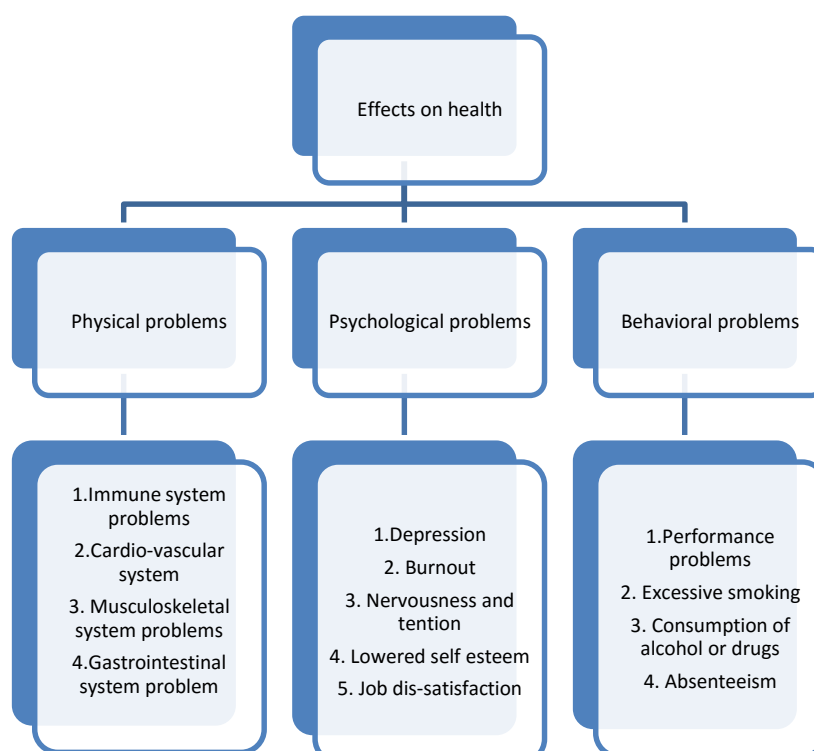 Effects on health
Physical problems
Psychological problems
Behavioral problems
1.Immune system
problems
2.Cardio-vascular
system
3. Musculoskeletal
system problems
4.Gastrointestinal
system problem
1.Depression
2. Burnout
3. Nervousness and
tention
4. Lowered self esteem
5. Job dis-satisfaction
1.Performance
problems
2. Excessive smoking
3. Consumption of
alcohol or drugs
4. Absenteeism